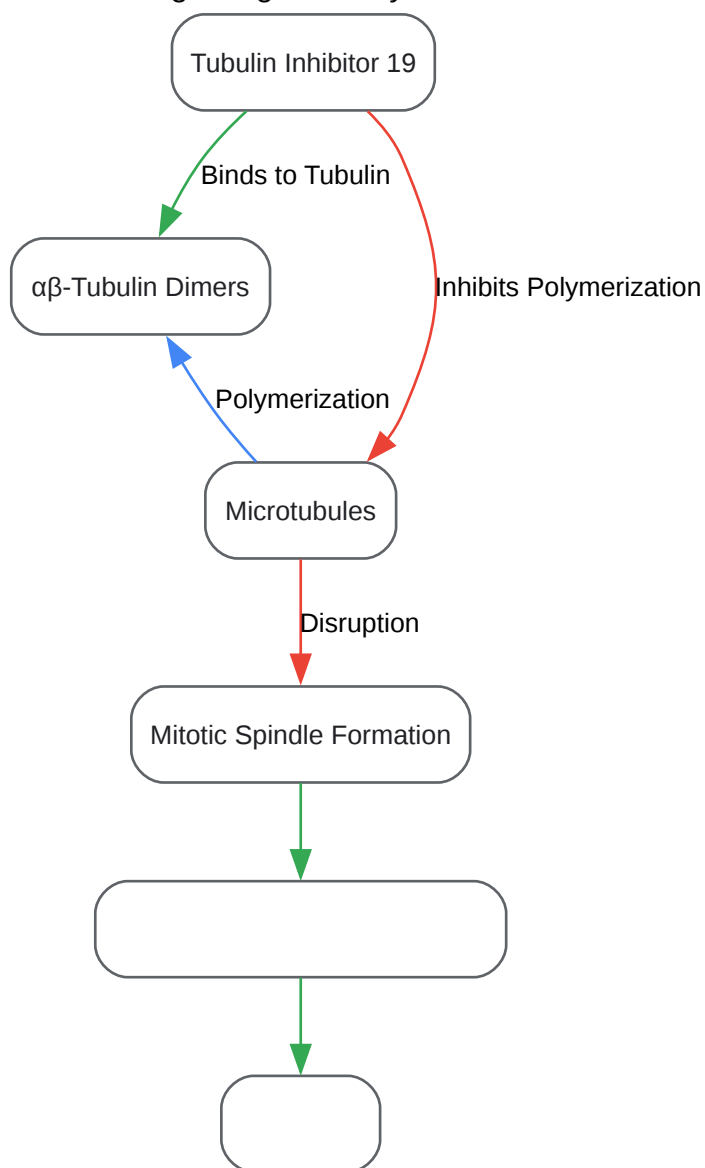 Tubulin Inhibitor 19
Binds to Tubulin
αβ-Tubulin Dimers
Inhibits Polymerization
Polymerization
Microtubules
Disruption
Mitotic Spindle Formation